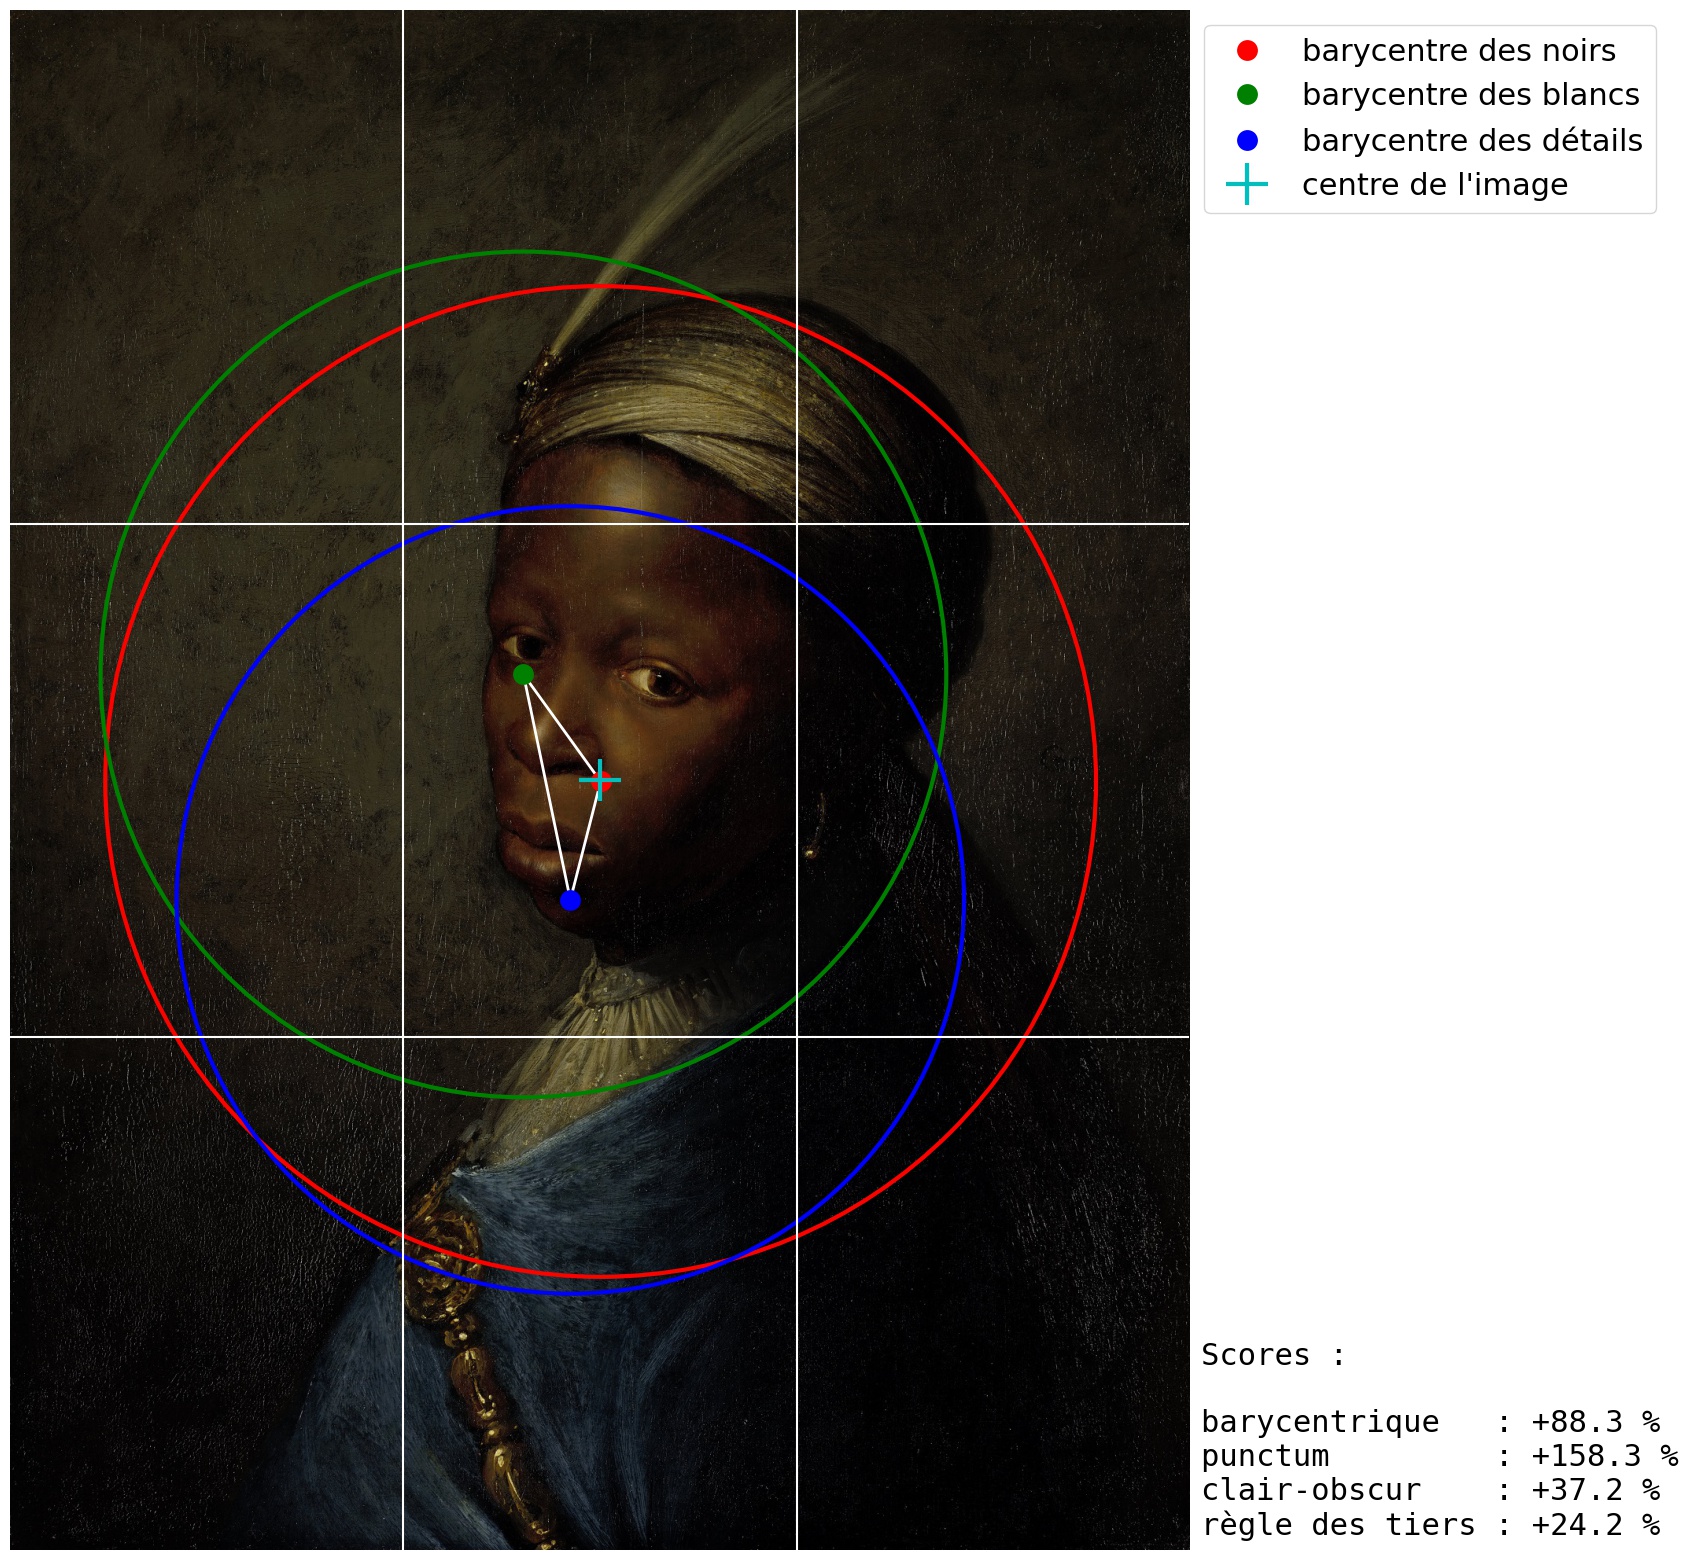 barycentre des noirs
barycentre des blancs
barycentre des détails
centre de l'image
Scores :
barycentrique   : +88.3 %
punctum         : +158.3 %
clair-obscur    : +37.2 %
règle des tiers : +24.2 %